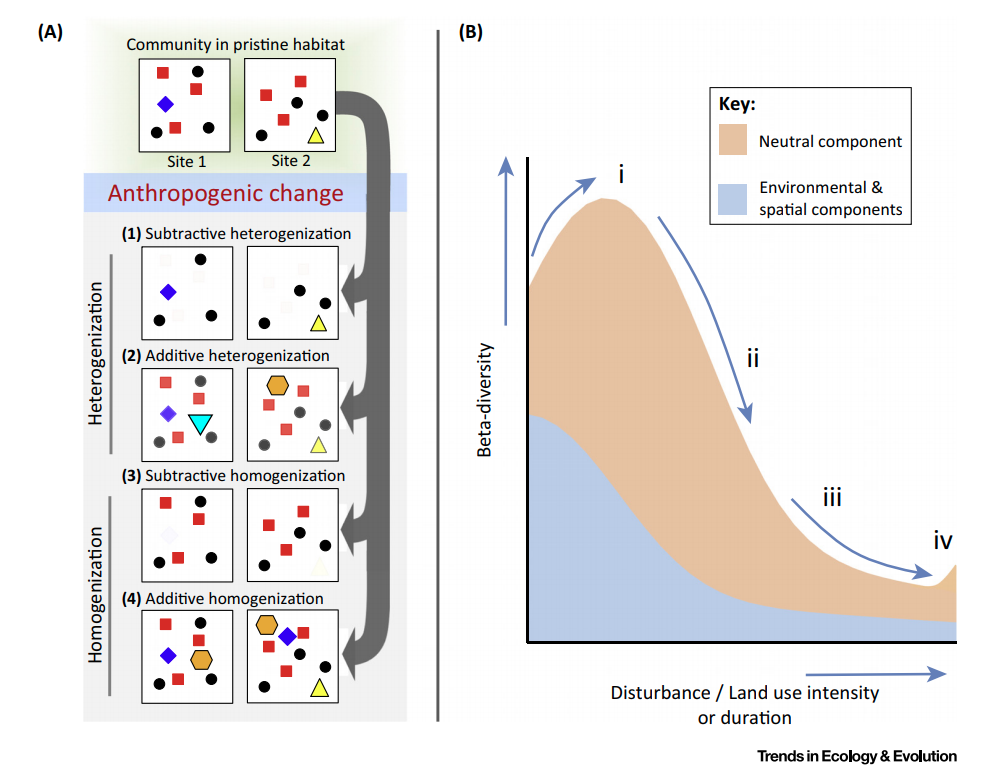 (A)
Community in pristine habitat
Site 1
Site 2
Anthropogenic change
Heterogenization
(1) Subtractive heterogenization
(2) Additive heterogenization
Homogenization
(3) Subtractive homogenization
(4) Additive homogenization
(B)
Key:
Neutral component
Environmental &
spatial components
Beta-diversity
i
ii
iii
iv
Disturbance / Land use intensity
or duration
Trends in Ecology & Evolution